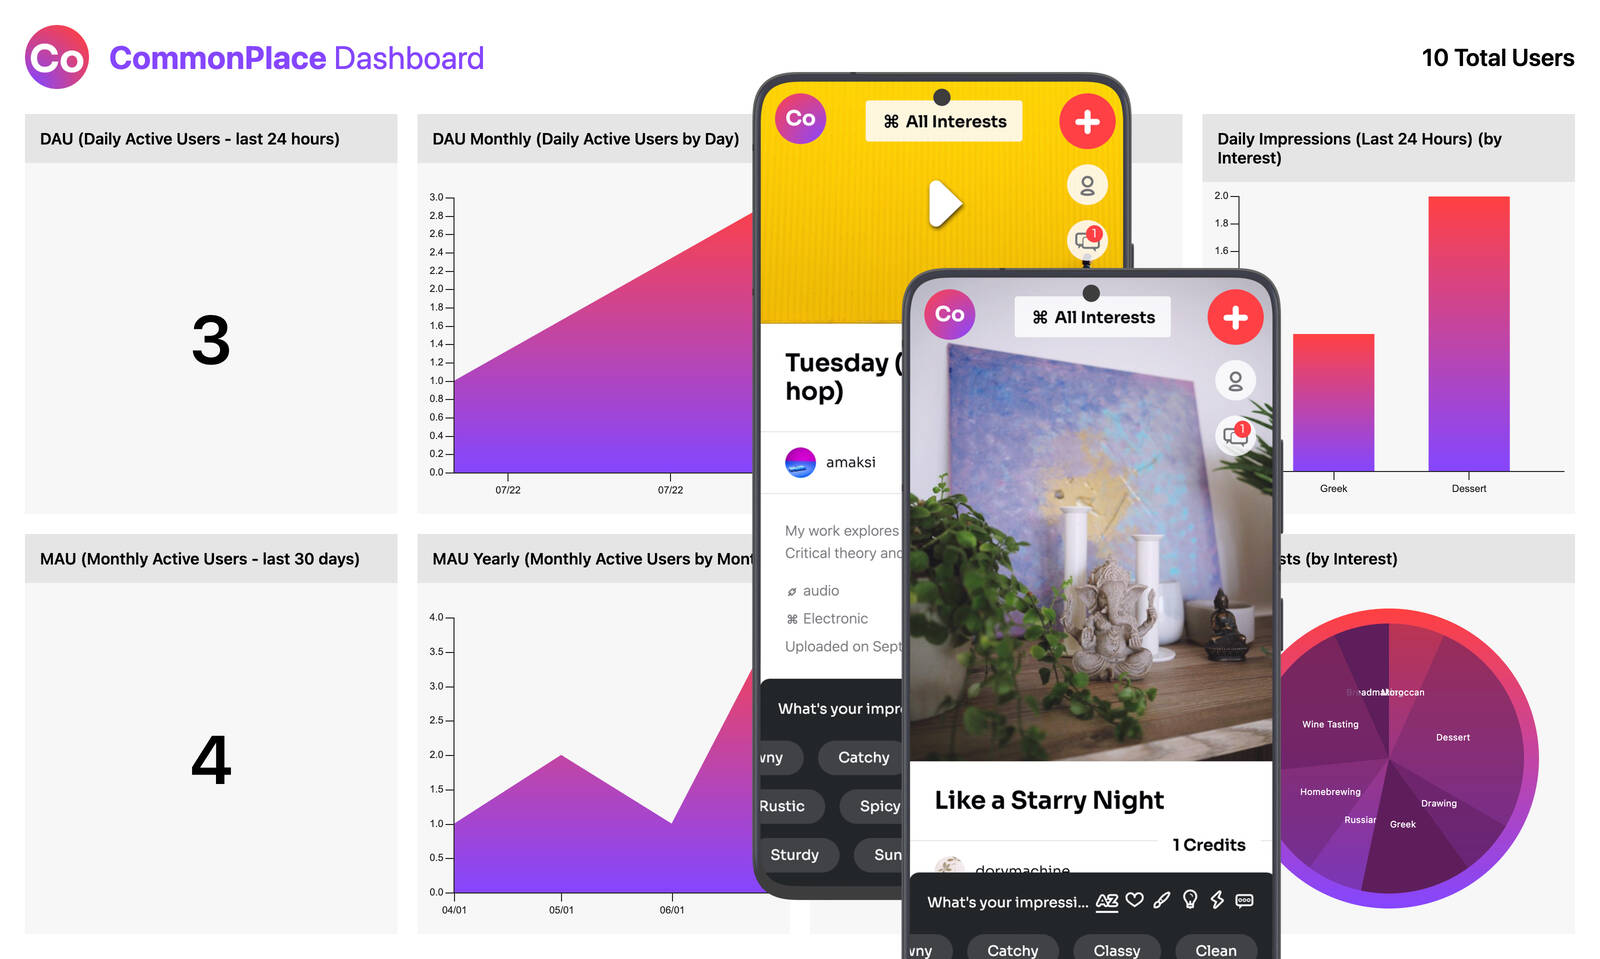 Co
CommonPlace Dashboard
10 Total Users
DAU (Daily Active Users - last 24 hours)
3
DAU Monthly (Daily Active Users by Day)
3.0
2.8
2.6
2.4
2.2
2.0
1.8
1.6
1.4
1.2
1.0
0.8
0.6
0.4
0.2
0.0
07/22
07/22
Daily Impressions (Last 24 Hours) (by
Interest)
2.0
1.8
1.6
Greek
Dessert
MAU (Monthly Active Users - last 30 days)
4
MAU Yearly (Monthly Active Users by Mont
4.0
3.5
3.0
2.5
2.0
1.5
1.0
0.5
0.0
04/01
05/01
06/01
sts (by Interest)
Moroccan
Wine Tasting
Dessert
Homebrewing
Drawing
Russian
Greek
Co
⌘ All Interests
1
Tuesday (
hop)
amaksi
My work explores
Critical theory and
audio
⌘ Electronic
Uploaded on Sept
What's your impre
wny
Catchy
Rustic
Spicy
Sturdy
Sun
Co
⌘ All Interests
1
Like a Starry Night
1 Credits
dorymachine
What's your impressi...
AZ
wny
Catchy
Classy
Clean